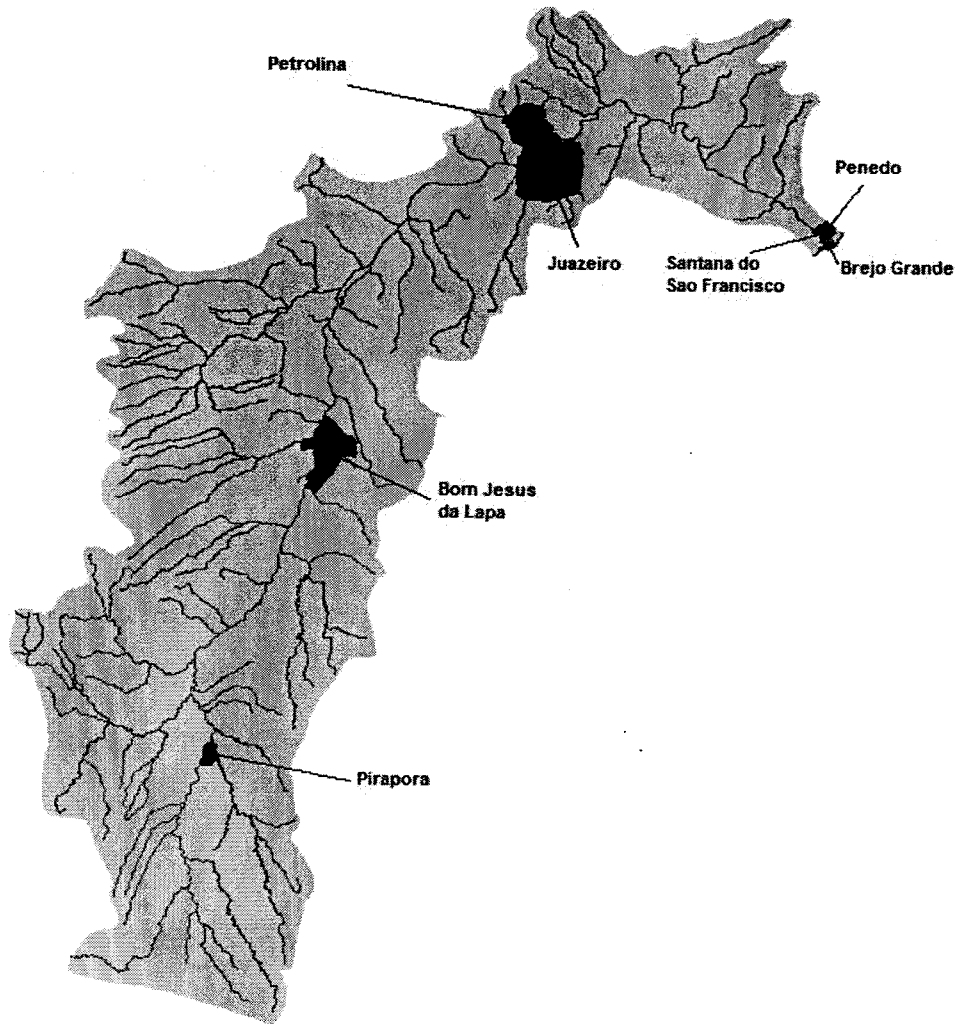 Petrolina
Penedo
Juazeiro
Santana do
Sao Francisco
Brejo Grande
Bom Jesus
da Lapa
Pirapora